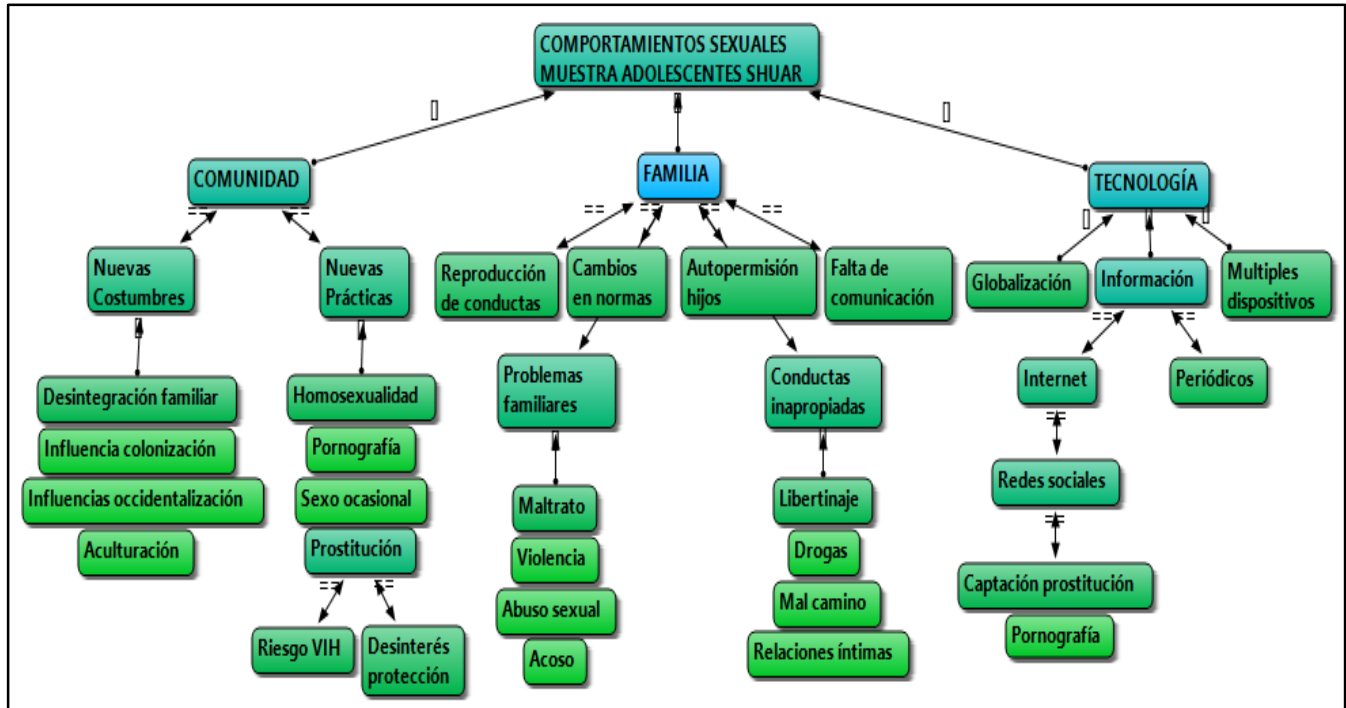 COMPORTAMIENTOS SEXUALES
MUESTRA ADOLESCENTES SHUAR
COMUNIDAD
FAMILIA
TECNOLOGÍA
Nuevas
Costumbres
Nuevas
Prácticas
Reproducción
de conductas
Cambios
en normas
Autopermisión
hijos
Falta de
comunicación
Globalización
Información
Multiples
dispositivos
Desintegración familiar
Influencia colonización
Influencias occidentalización
Aculturación
Homosexualidad
Pornografía
Sexo ocasional
Prostitución
Riesgo VIH
Desinterés
protección
Problemas
familiares
Maltrato
Violencia
Abuso sexual
Acoso
Conductas
inapropiadas
Libertinaje
Drogas
Mal camino
Relaciones íntimas
Internet
Periódicos
Redes sociales
Captación prostitución
Pornografía